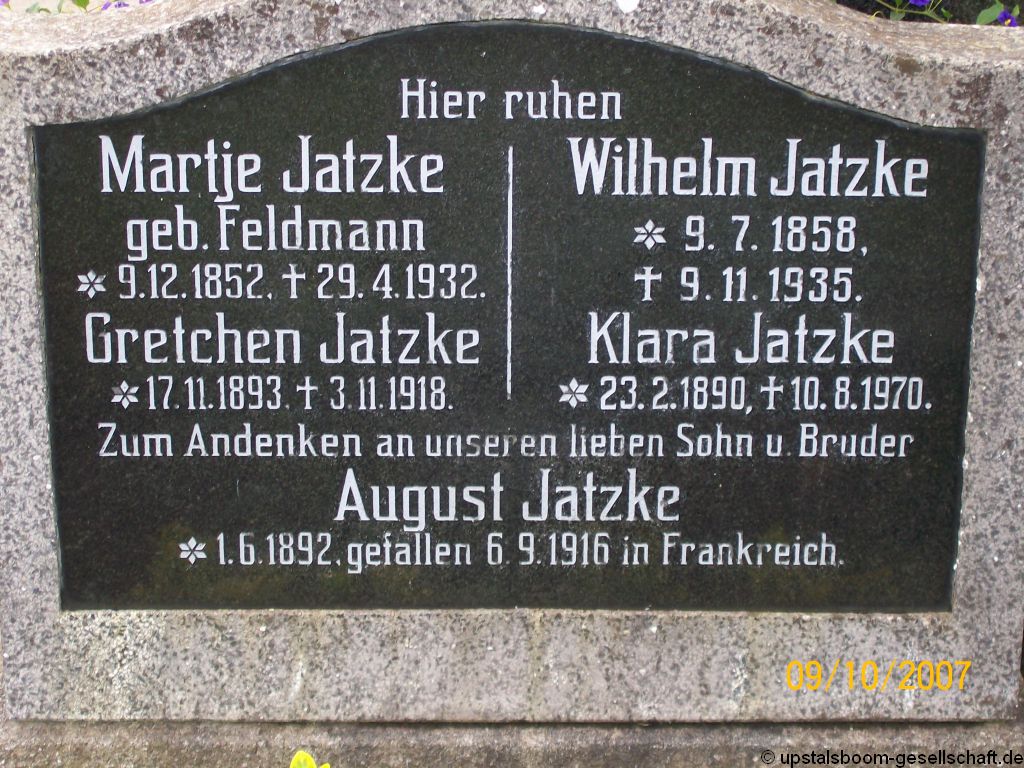 Hier ruhen
Martje Jatzke
geb. Feldmann
✲ 9.12.1852, † 29.4.1932.
Gretchen Jatzke
✲ 17.11.1893. † 3.11.1918.
Wilhelm Jatzke
✲ 9. 7. 1858,
† 9. 11. 1935.
Klara Jatzke
✲ 23. 2. 1890, † 10. 8. 1970.
Zum Andenken an unseren lieben Sohn u. Bruder
August Jatzke
✲ 1.6.1892, gefallen 6.9.1916 in Frankreich.
09/10/2007
© upstalsboom-gesellschaft.de